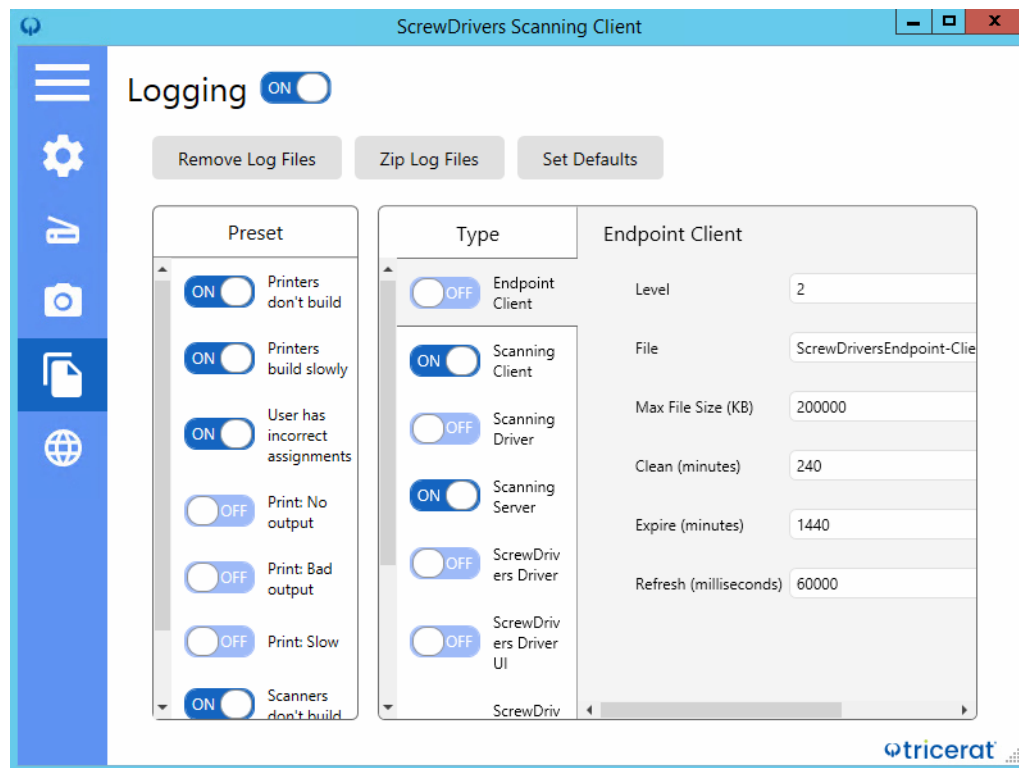 ScrewDrivers Scanning Client
Logging ON
Remove Log Files
Zip Log Files
Set Defaults
Preset
ON
Printers
don't build
ON
Printers
build slowly
ON
User has
incorrect
assignments
OFF
Print: No
output
OFF
Print: Bad
output
OFF
Print: Slow
ON
Scanners
don't build
Type
OFF
Endpoint
Client
ON
Scanning
Client
OFF
Scanning
Driver
ON
Scanning
Server
OFF
ScrewDriv
ers Driver
OFF
ScrewDriv
ers Driver
UI
ScrewDriv
Endpoint Client
Level 2
File ScrewDriversEndpoint-Clie
Max File Size (KB) 200000
Clean (minutes) 240
Expire (minutes) 1440
Refresh (milliseconds) 60000
tricerat